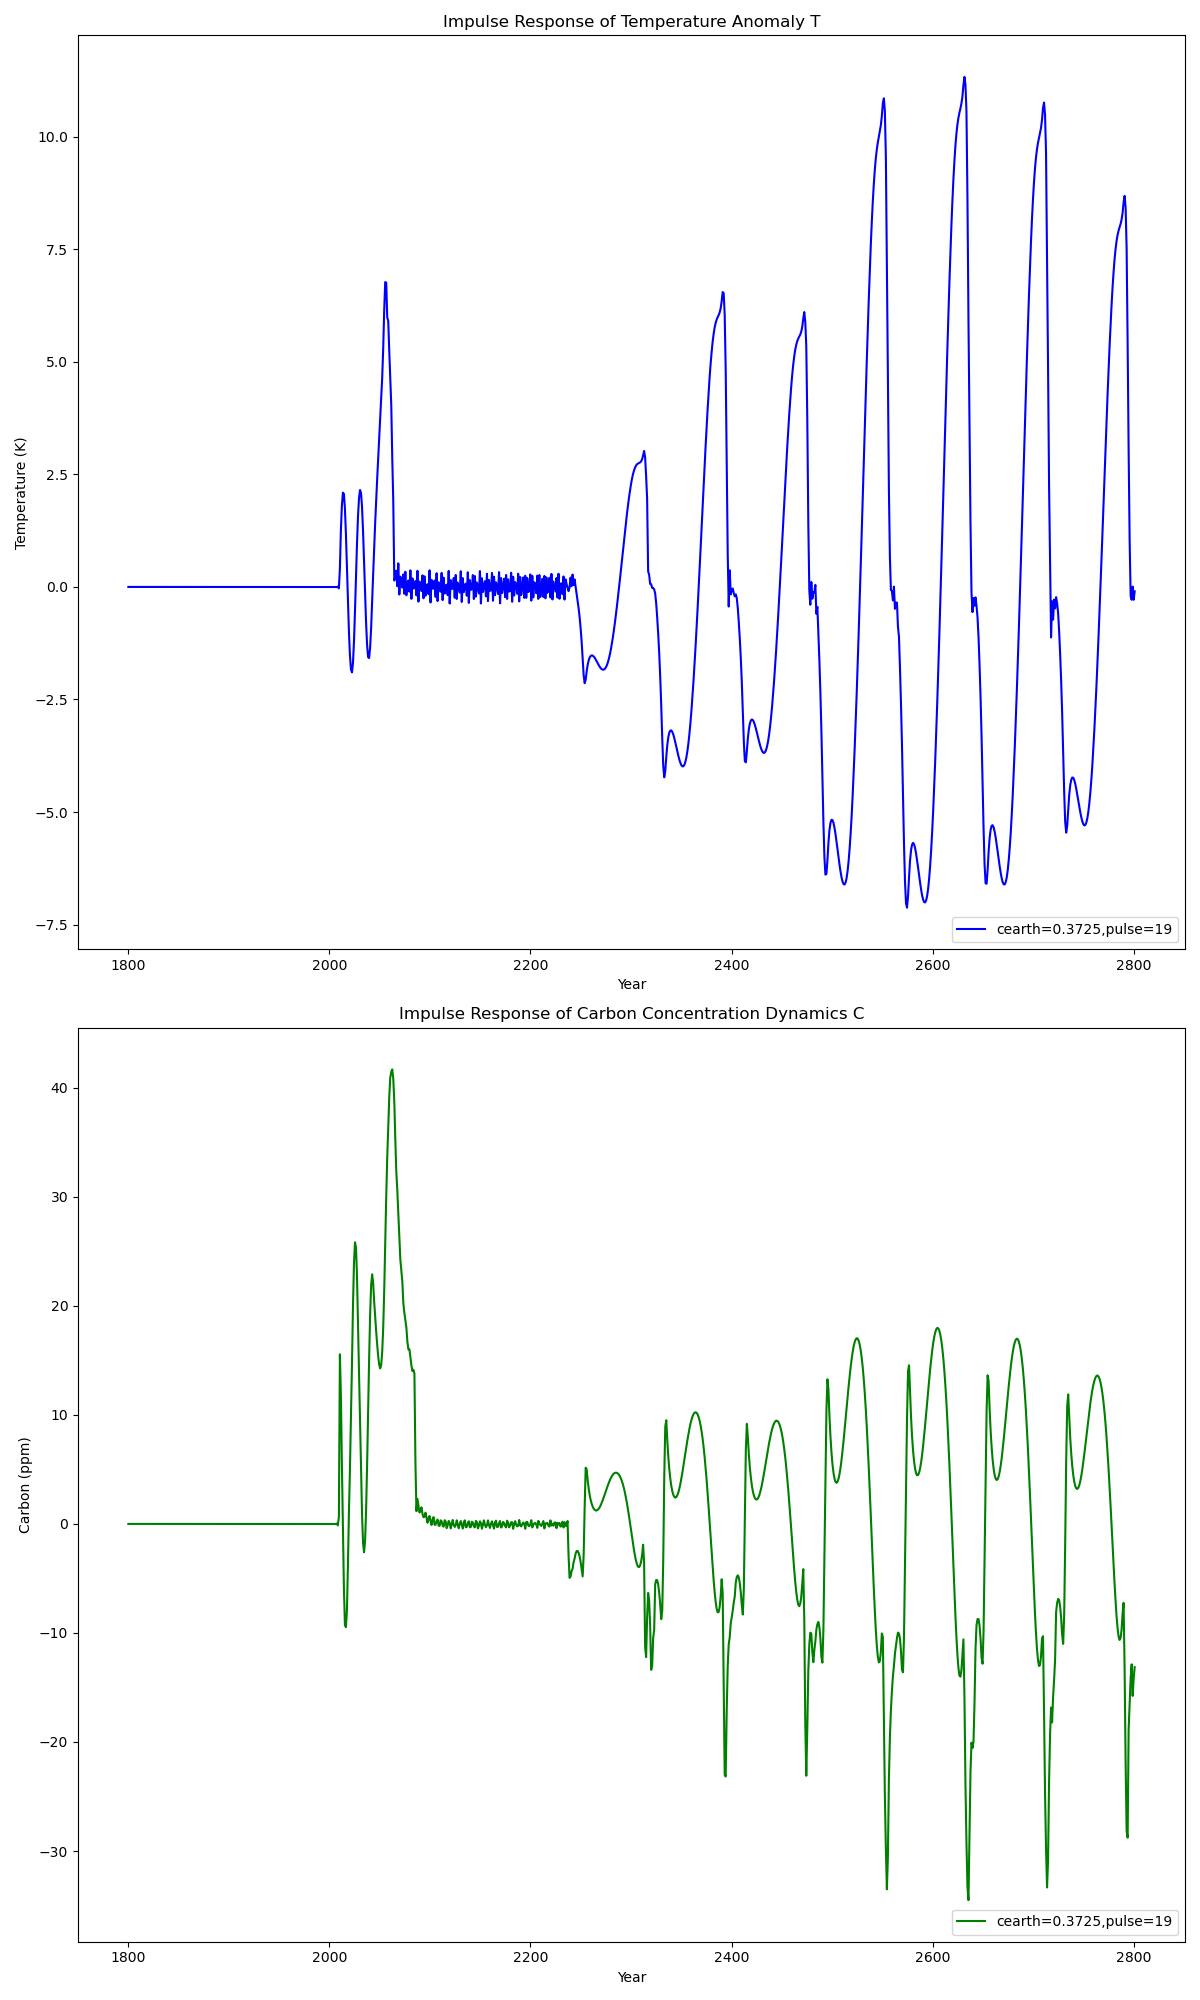 Impulse Response of Temperature Anomaly T
10.0
7.5
5.0
2.5
0.0
−2.5
−5.0
−7.5
Temperature (K)
cearth=0.3725,pulse=19
1800 2000 2200 2400 2600 2800
Year
Impulse Response of Carbon Concentration Dynamics C
40
30
20
10
0
−10
−20
−30
Carbon (ppm)
cearth=0.3725,pulse=19
1800 2000 2200 2400 2600 2800
Year